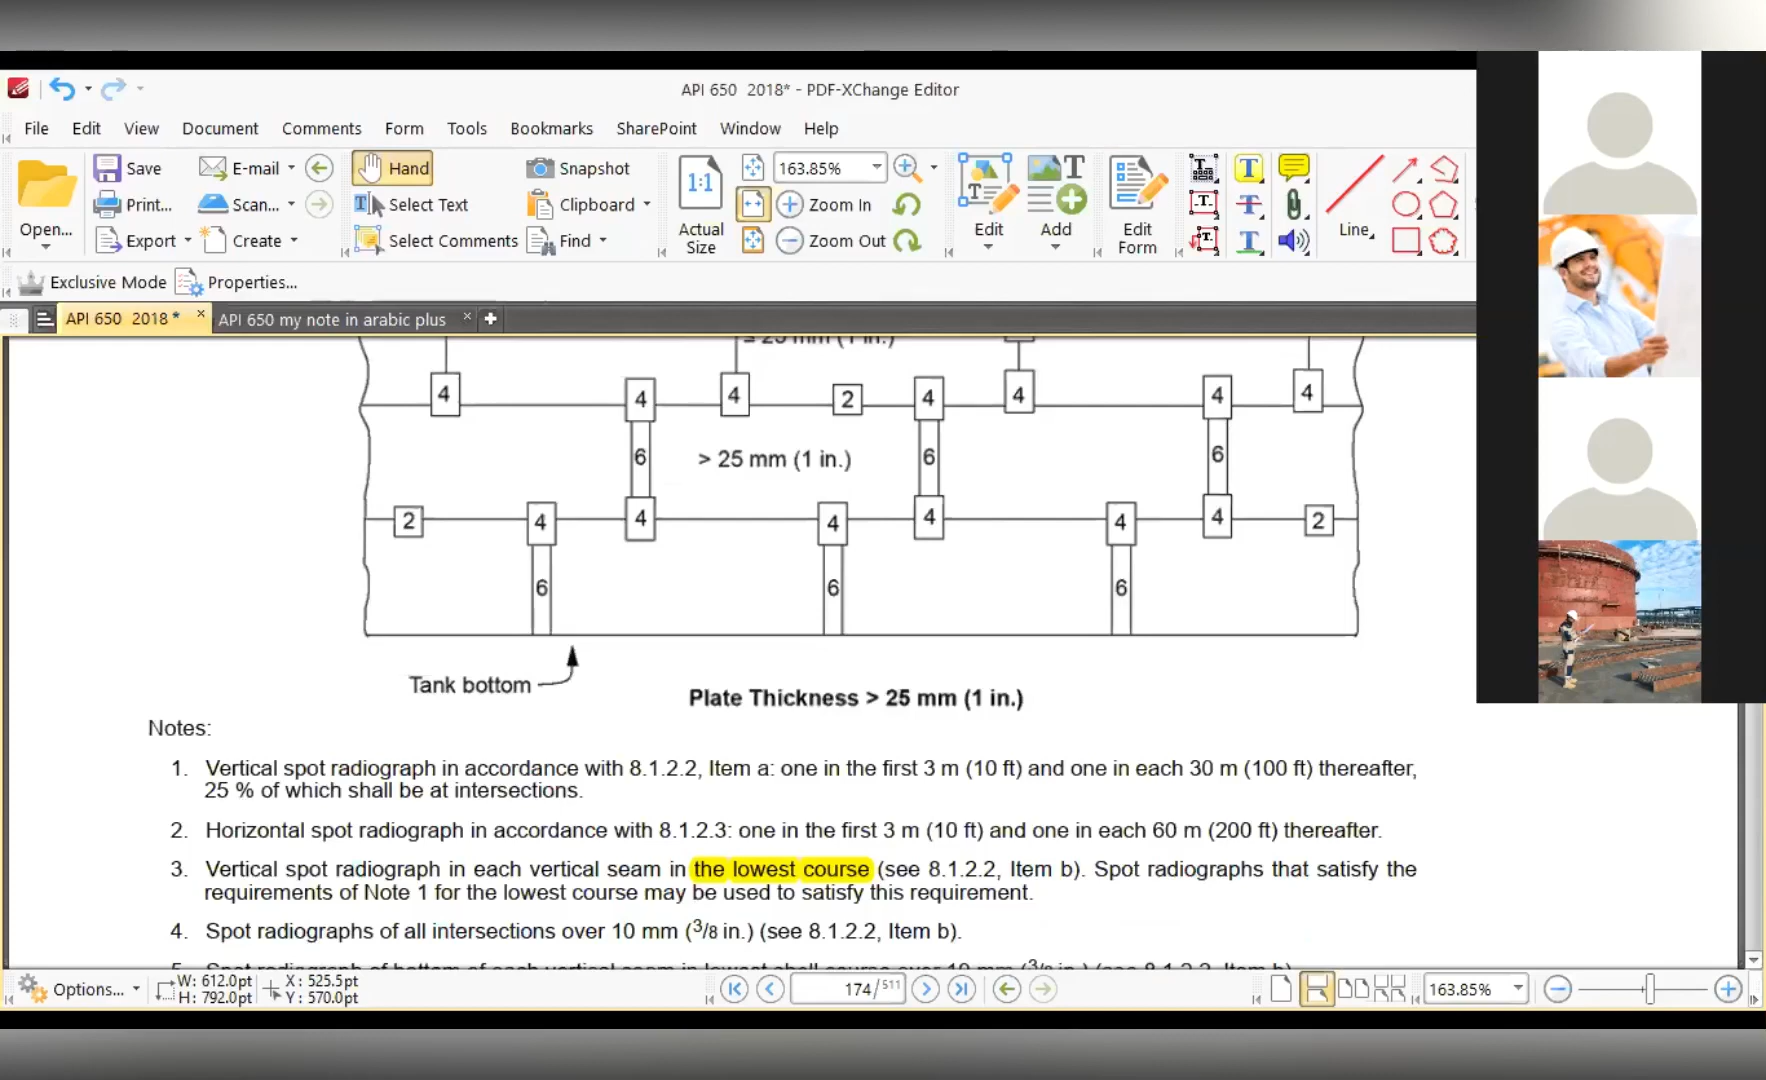 API 650 2018* - PDF-XChange Editor
File Edit View Document Comments Form Tools Bookmarks SharePoint Window Help
Open...
Save
Print...
Export
E-mail
Scan...
Create
Hand
Select Text
Select Comments
Snapshot
Clipboard
Find
1:1
Actual
Size
163.85%
Zoom In
Zoom Out
Edit
Add
Edit
Form
Line
Exclusive Mode Properties...
API 650 2018 * API 650 my note in arabic plus
4 4 4 2 4 4 4 4
6 > 25 mm (1 in.) 6 6
2 4 4 4 4 4 4 2
6 6 6
Tank bottom
Plate Thickness > 25 mm (1 in.)
Notes:
1. Vertical spot radiograph in accordance with 8.1.2.2, Item a: one in the first 3 m (10 ft) and one in each 30 m (100 ft) thereafter,
25 % of which shall be at intersections.
2. Horizontal spot radiograph in accordance with 8.1.2.3: one in the first 3 m (10 ft) and one in each 60 m (200 ft) thereafter.
3. Vertical spot radiograph in each vertical seam in the lowest course (see 8.1.2.2, Item b). Spot radiographs that satisfy the
requirements of Note 1 for the lowest course may be used to satisfy this requirement.
4. Spot radiographs of all intersections over 10 mm (3/8 in.) (see 8.1.2.2, Item b).
Options...
W: 612.0pt
H: 792.0pt
X: 525.5pt
Y: 570.0pt
174/511
163.85%